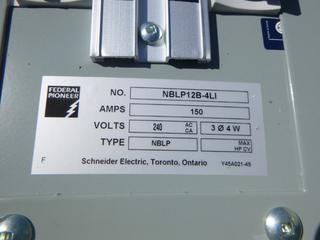 FEDERAL
PIONEER
NO. NBLP12B-4LI
AMPS 150
VOLTS 240 AC CA 3 Ø 4 W
TYPE NBLP MAX HP CV
F Schneider Electric, Toronto, Ontario Y45A021-45